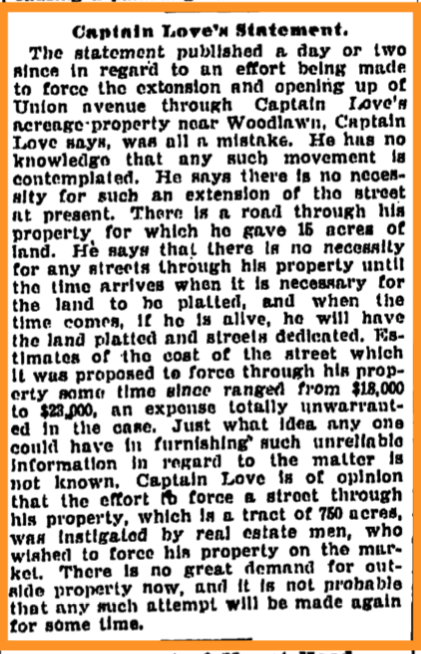 Captain Love's Statement.
The statement published a day or two
since in regard to an effort being made
to force the extension and opening up of
Union avenue through Captain Love's
acreage property near Woodlawn, Captain
Love says, was all a mistake. He has no
knowledge that any such movement is
contemplated. He says there is no neces-
sity for such an extension of the street
at present. There is a road through his
property for which he gave 15 acres of
land. He says that there is no necessity
for any streets through his property until
the time arrives when it is necessary for
the land to be platted, and when the
time comes, if he is alive, he will have
the land platted and streets dedicated. Es-
timates of the cost of the street which
it was proposed to force through his prop-
erty some time since ranged from $18,000
to $23,000, an expense totally unwarrant-
ed in the case. Just what idea any one
could have in furnishing such unreliable
information in regard to the matter is
not known. Captain Love is of opinion
that the effort to force a street through
his property, which is a tract of 750 acres,
was instigated by real estate men, who
wished to force his property on the mar-
ket. There is no great demand for out-
side property now, and it is not probable
that any such attempt will be made again
for some time.